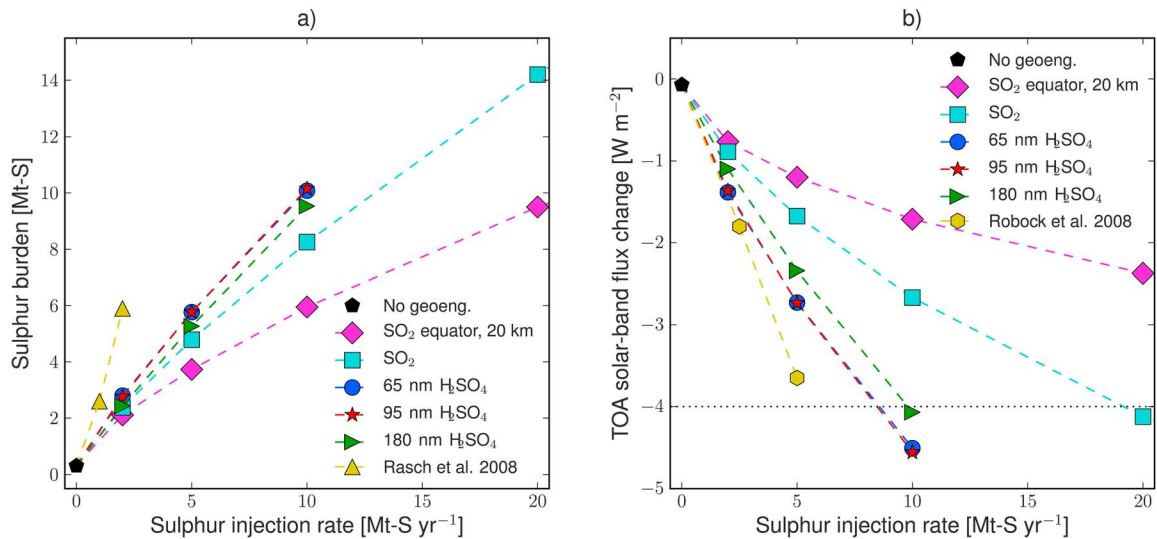 a)
Sulphur burden [Mt-S]
14
12
10
8
6
4
2
0
No geoeng.
SO₂ equator, 20 km
SO₂
65 nm H₂SO₄
95 nm H₂SO₄
180 nm H₂SO₄
Rasch et al. 2008
0 5 10 15 20
Sulphur injection rate [Mt-S yr⁻¹]
b)
TOA solar-band flux change [W m⁻²]
0
−1
−2
−3
−4
−5
No geoeng.
SO₂ equator, 20 km
SO₂
65 nm H₂SO₄
95 nm H₂SO₄
180 nm H₂SO₄
Robock et al. 2008
0 5 10 15 20
Sulphur injection rate [Mt-S yr⁻¹]